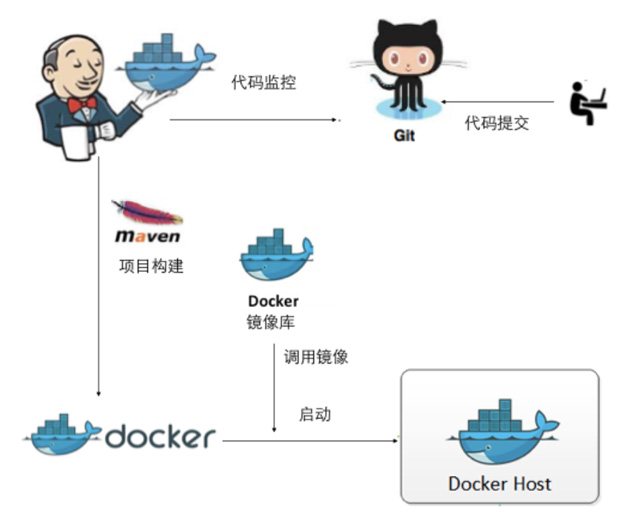 代码监控
代码提交
Git
maven
项目构建
Docker
镜像库
调用镜像
启动
docker
Docker Host